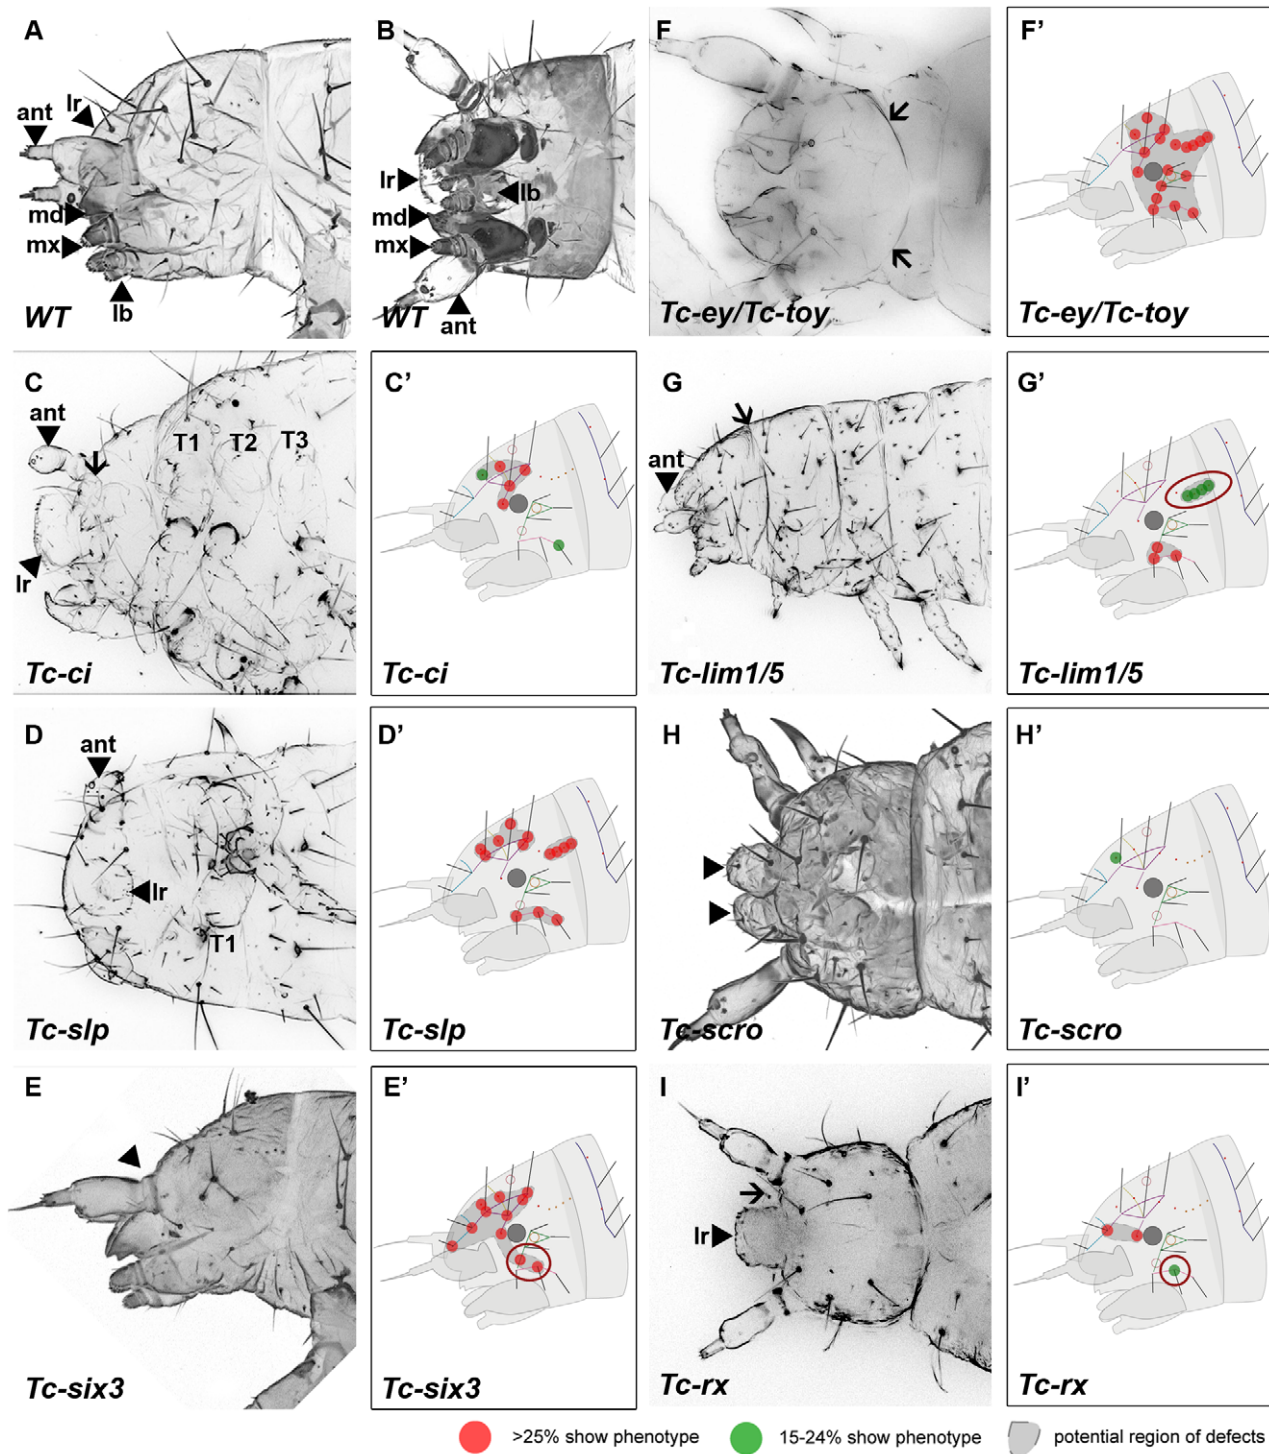 A
lr
ant
md
mx
lb
WT
B
lr
lb
md
mx
ant
WT
F
Tc-ey/Tc-toy
F'
Tc-ey/Tc-toy
C
ant
T1
T2
T3
lr
Tc-ci
C'
Tc-ci
G
ant
Tc-lim1/5
G'
Tc-lim1/5
D
ant
lr
T1
Tc-slp
D'
Tc-slp
H
Tc-scro
H'
Tc-scro
E
Tc-six3
E'
Tc-six3
I
lr
Tc-rx
I'
Tc-rx
>25% show phenotype
15-24% show phenotype
potential region of defects